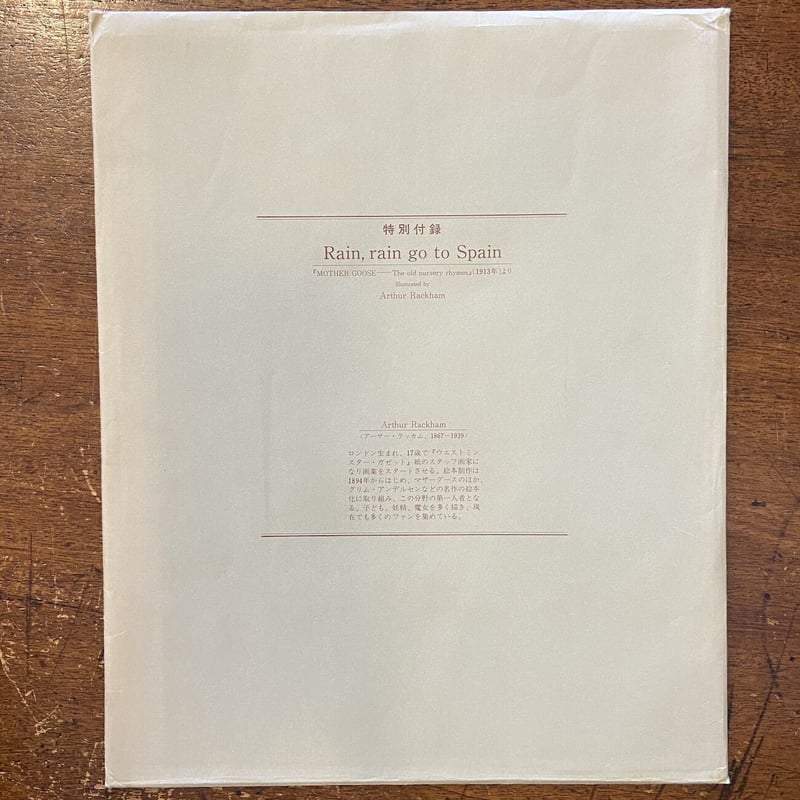 特別付録
Rain, rain go to Spain
『MOTHER GOOSE──The old nursery rhymes』(1913年)より
Illustrated by
Arthur Rackham
Arthur Rackham
〈アーサー・ラッカム、1867―1939〉
ロンドン生まれ、17歳で『ウエストミン
スター・ガゼット』紙のスタッフ画家に
なり画業をスタートさせる。絵本制作は
1894年からはじめ、マザーグースのほか、
グリム・アンデルセンなどの名作の絵本
化に取り組み、この分野の第一人者とな
る。子ども、妖精、魔女を多く描き、現
在でも多くのファンを集めている。